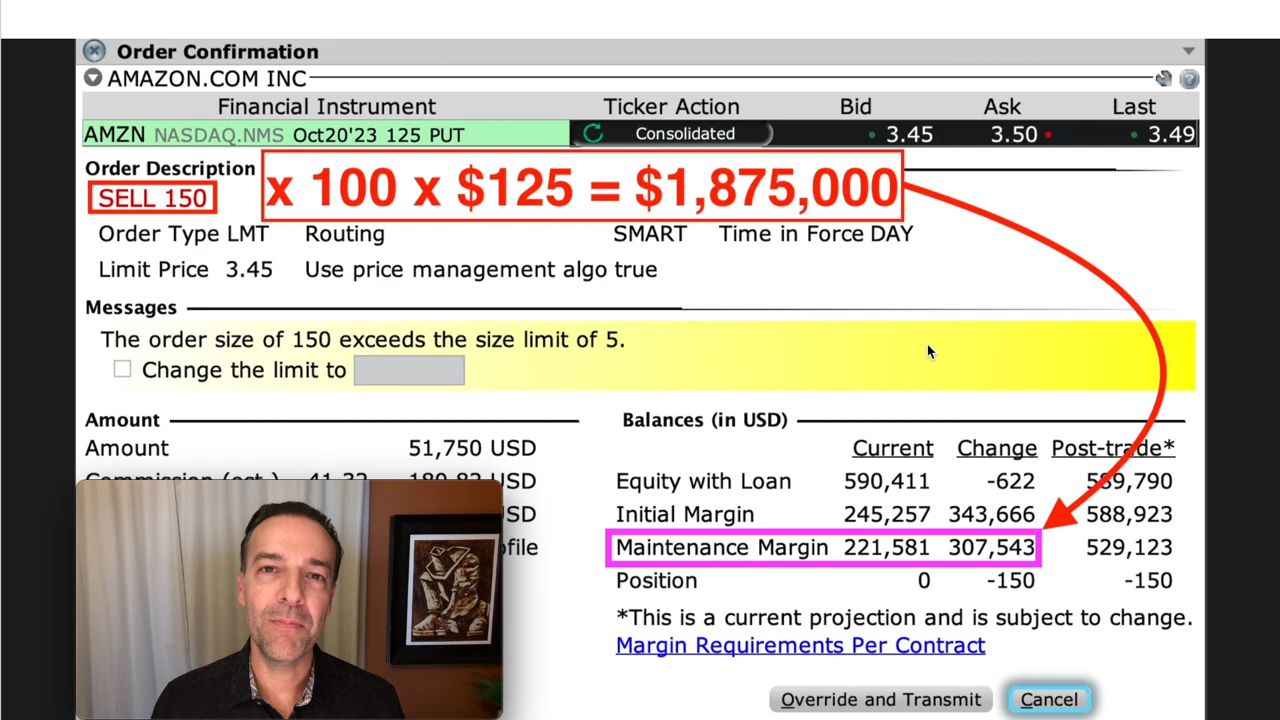 Order Confirmation
AMAZON.COM INC
Financial Instrument Ticker Action Bid Ask Last
AMZN NASDAQ.NMS Oct20'23 125 PUT Consolidated 3.45 3.50 3.49
Order Description
SELL 150 x 100 x $125 = $1,875,000
Order Type LMT Routing SMART Time in Force DAY
Limit Price 3.45 Use price management algo true
Messages
The order size of 150 exceeds the size limit of 5.
Change the limit to
Amount Balances (in USD)
Current Change Post-trade*
Amount 51,750 USD
Equity with Loan 590,411 -622 589,790
Initial Margin 245,257 343,666 588,923
Maintenance Margin 221,581 307,543 529,123
Position 0 -150 -150
*This is a current projection and is subject to change.
Margin Requirements Per Contract
Override and Transmit Cancel